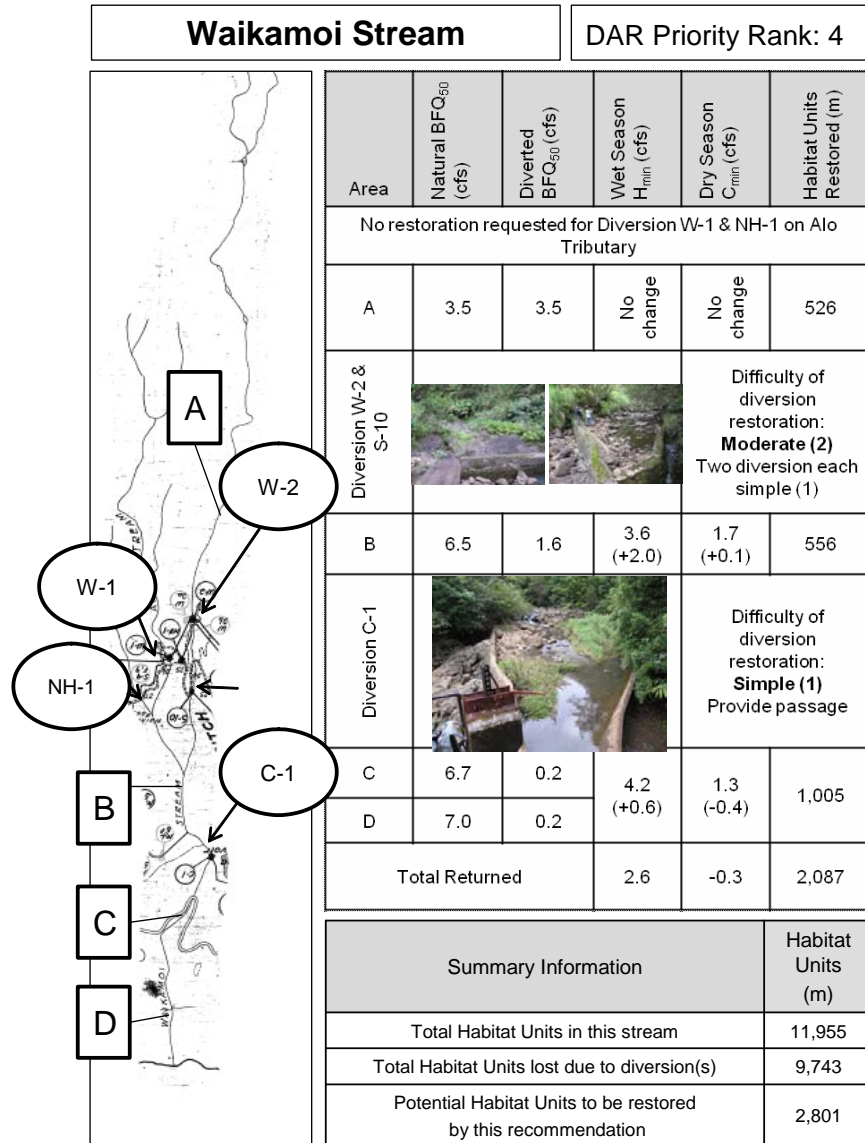 Waikamoi Stream
DAR Priority Rank: 4
A
W-2
W-1
NH-1
C-1
B
C
D
STREAM
S-10
STREAM
C-1
WAIKAMOI
Area
Natural BFQ50
(cfs)
Diverted
BFQ50 (cfs)
Wet Season
Hmin (cfs)
Dry Season
Cmin (cfs)
Habitat Units
Restored (m)
No restoration requested for Diversion W-1 & NH-1 on Alo
Tributary
A
3.5
3.5
No
change
No
change
526
Diversion W-2 &
S-10
Difficulty of
diversion
restoration:
Moderate (2)
Two diversion each
simple (1)
B
6.5
1.6
3.6
(+2.0)
1.7
(+0.1)
556
Diversion C-1
Difficulty of
diversion
restoration:
Simple (1)
Provide passage
C
6.7
0.2
4.2
(+0.6)
1.3
(-0.4)
1,005
D
7.0
0.2
Total Returned
2.6
-0.3
2,087
Summary Information
Habitat
Units
(m)
Total Habitat Units in this stream
11,955
Total Habitat Units lost due to diversion(s)
9,743
Potential Habitat Units to be restored
by this recommendation
2,801